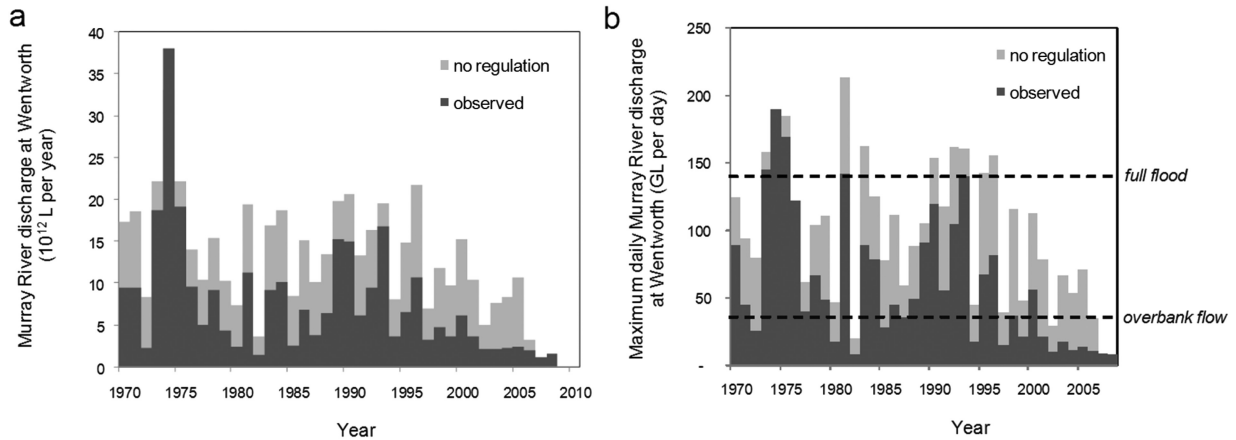 a
Murray River discharge at Wentworth
(10¹² L per year)
40
35
30
25
20
15
10
5
0
no regulation
observed
1970 1975 1980 1985 1990 1995 2000 2005 2010
Year
b
Maximum daily Murray River discharge
at Wentworth (GL per day)
250
200
150
100
50
-
no regulation
observed
full flood
overbank flow
1970 1975 1980 1985 1990 1995 2000 2005
Year